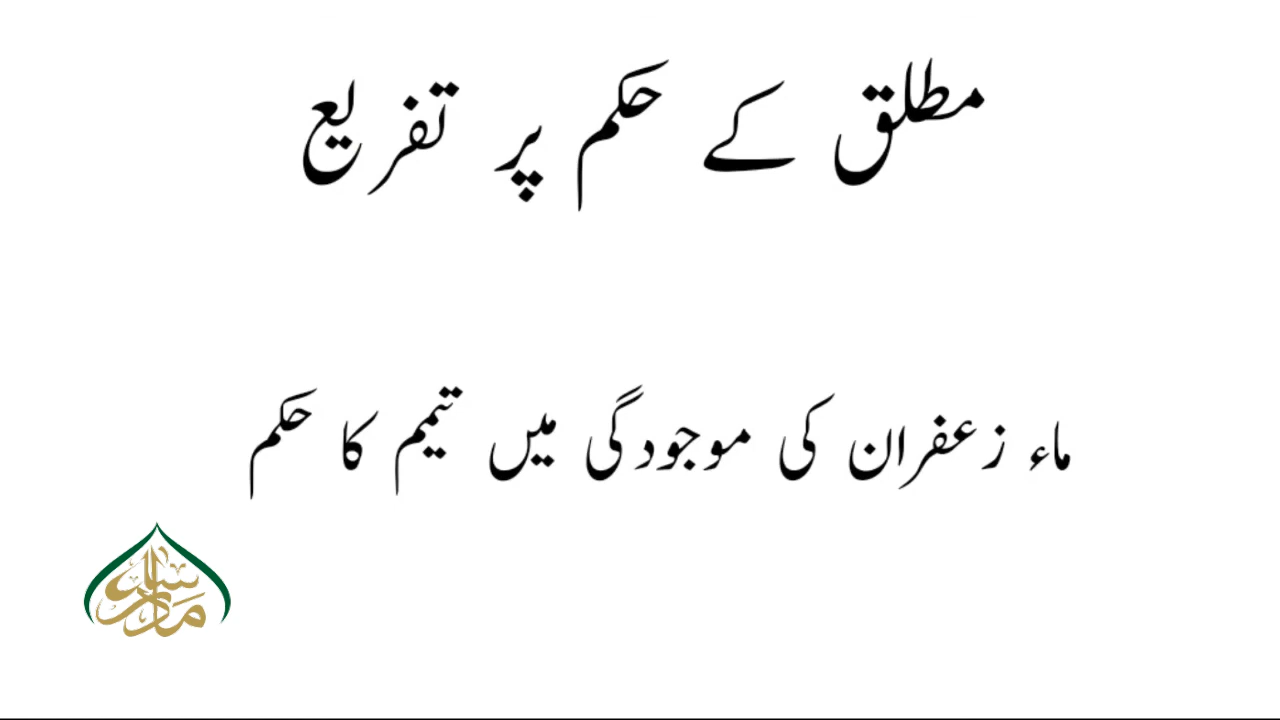 مطلق کے حکم پر تفریع
ماء زعفران کی موجودگی میں تیمم کا حکم